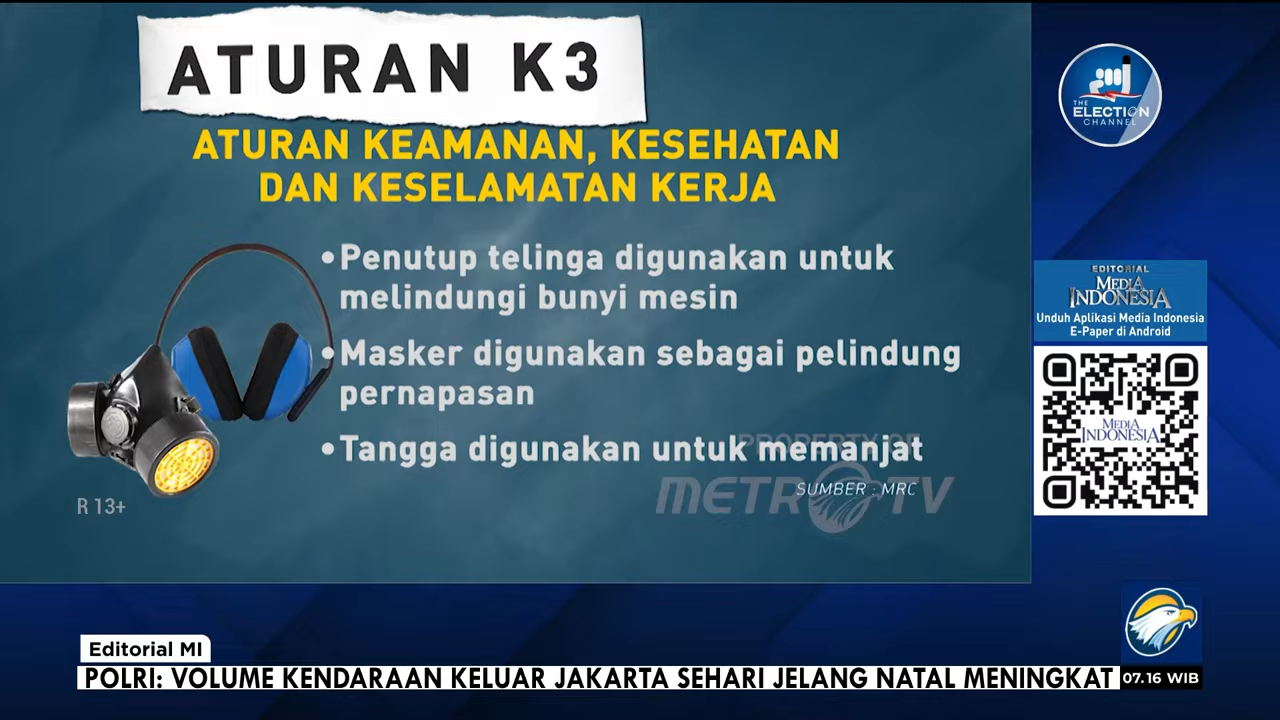 ATURAN K3
ATURAN KEAMANAN, KESEHATAN
DAN KESELAMATAN KERJA
•Penutup telinga digunakan untuk
melindungi bunyi mesin
•Masker digunakan sebagai pelindung
pernapasan
•Tangga digunakan untuk memanjat
PROPERTY OF
METRO TV
SUMBER : MRC
R 13+
THE
ELECTION
CHANNEL
EDITORIAL
MEDIA
INDONESIA
Unduh Aplikasi Media Indonesia
E-Paper di Android
MEDIA
INDONESIA
Editorial MI
POLRI: VOLUME KENDARAAN KELUAR JAKARTA SEHARI JELANG NATAL MENINGKAT
07.16 WIB